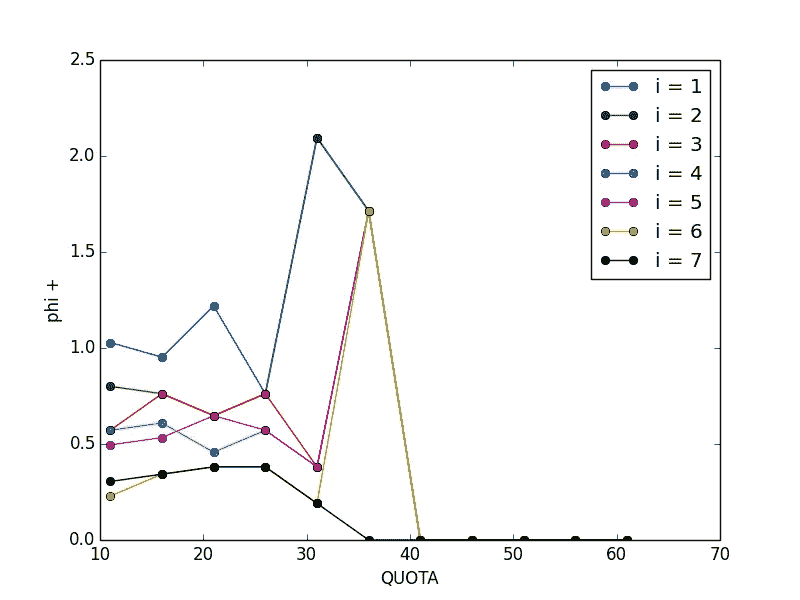 2.5
2.0
1.5
1.0
0.5
0.0
phi +
10 20 30 40 50 60 70
QUOTA
i = 1
i = 2
i = 3
i = 4
i = 5
i = 6
i = 7